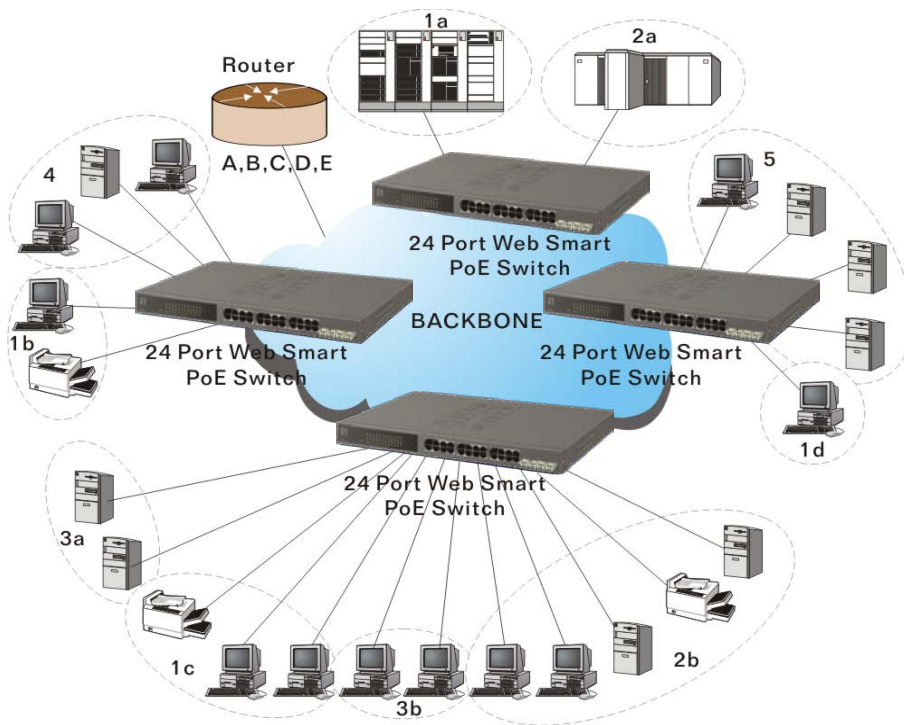 1a
2a
Router
A,B,C,D,E
4
5
24 Port Web Smart
PoE Switch
BACKBONE
1b
24 Port Web Smart
PoE Switch
24 Port Web Smart
PoE Switch
1d
24 Port Web Smart
PoE Switch
3a
1c
3b
2b